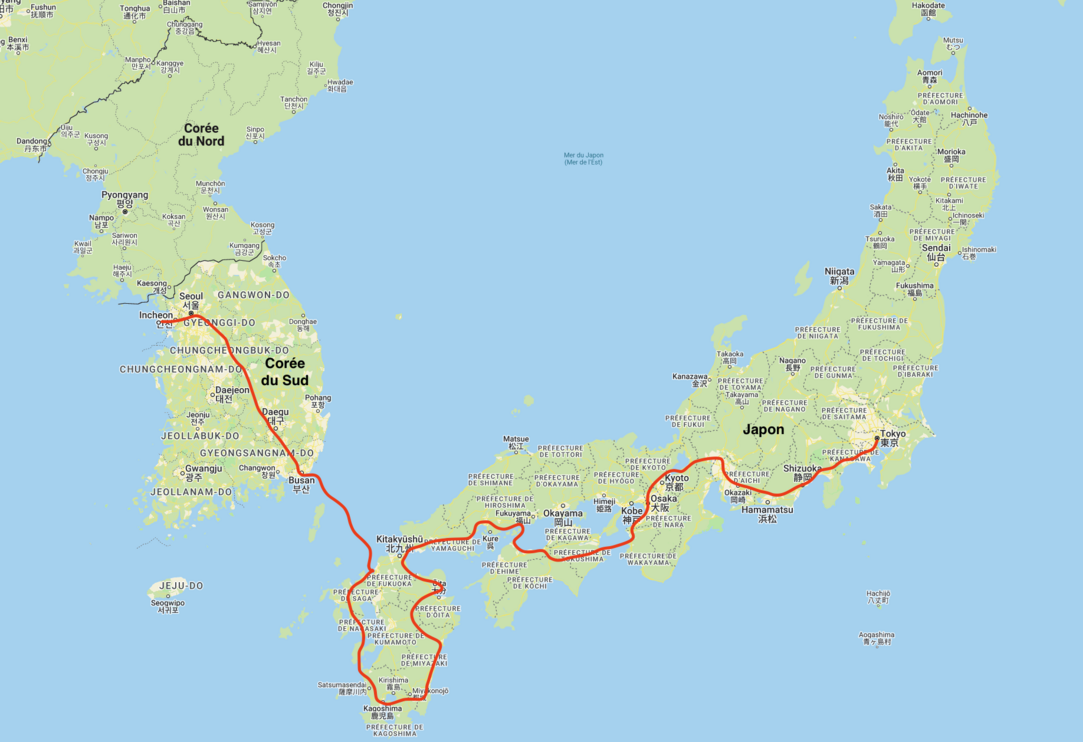 Fushun
抚顺市
Tonghua
通化市
Baishan
白山市
Samjiyon
삼지연
Chongjin
청진시
Hakodate
函館
Benxi
本溪市
Chunggang
중강읍
Hyesan
혜산시
Mutsu
むつ
Manpho
만포시
Kanggye
강계시
Kilju
길주군
Hwadae
화대읍
Aomori
青森
PRÉFECTURE
D'AOMORI
Tanchon
단천시
Corée
du Nord
Sinpo
신포시
Uiju
의주군
Kusong
구성시
Dandong
丹东市
Noshiro
能代
Ōdate
大館
Hachinohe
八戸
PRÉFECTURE
D'AKITA
Morioka
盛岡
Mer du Japon
(Mer de l'Est)
Chongju
정주시
Munchŏn
문천시
Akita
秋田
Yokote
横手
PRÉFECTURE
D'IWATE
Pyongyang
평양
Wonsan
원산시
Kitakami
北上
Nampo
남포
Koksan
곡산
Sakata
酒田
Ichinoseki
一関
Sariwon
사리원시
Kosong
고성군
PRÉFECTURE
DE MIYAGI
Kwail
과일군
Kumgang
금강군
Tsuruoka
鶴岡
Sendai
仙台
Ishinomaki
石巻
Haeju
해주시
Sokcho
속초
Yamagata
山形
Kaesong
개성
Niigata
新潟
Fukushima
福島
Seoul
서울
GANGWON-DO
Incheon
인천
GYEONGGI-DO
Donghae
동해
PRÉFECTURE
DE NIIGATA
PRÉFECTURE
DE FUKUSHIMA
CHUNGCHEONGBUK-DO
Takaoka
高岡
Nagano
長野
PRÉFECTURE
DE TOCHIGI
CHUNGCHEONGNAM-DO
Corée
du Sud
Kanazawa
金沢
PRÉFECTURE
DE TOYAMA
PRÉFECTURE
DE GUNMA
PRÉFECTURE
D'IBARAKI
Daejeon
대전
Pohang
포항
Takayama
高山
Jeonju
전주
Daegu
대구
PRÉFECTURE
DE NAGANO
PRÉFECTURE
DE SAITAMA
PRÉFECTURE
DE FUKUI
JEOLLABUK-DO
Matsue
松江
Japon
Tokyo
東京
GYEONGSANGNAM-DO
PRÉFECTURE
DE TOTTORI
PRÉFECTURE
DE KANAGAWA
Gwangju
광주
Changwon
창원
Busan
부산
PRÉFECTURE
DE KYOTO
PRÉFECTURE
DE SHIMANE
PRÉFECTURE
D'OKAYAMA
PRÉFECTURE
DE HYŌGO
Kyoto
京都
PRÉFECTURE
D'AICHI
Shizuoka
静岡
JEOLLANAM-DO
PRÉFECTURE DE
HIROSHIMA
Himeji
姫路
Osaka
大阪
Okazaki
岡崎
Fukuyama
福山
Okayama
岡山
Kobe
神戸
Hamamatsu
浜松
PRÉFECTURE
DE NARA
Kitakyūshū
北九州
PRÉFECTURE DE
YAMAGUCHI
Kure
呉
PRÉFECTURE
DE KAGAWA
PRÉFECTURE DE
WAKAYAMA
PRÉFECTURE
D'EHIME
PRÉFECTURE
DE KŌCHI
JEJU-DO
Seogwipo
서귀포
PRÉFECTURE
DE FUKUOKA
PRÉFECTURE
DE SAGA
PRÉFECTURE
D'ŌITA
Hachijō
八丈町
PRÉFECTURE
DE NAGASAKI
PRÉFECTURE DE
KUMAMOTO
Aogashima
青ヶ島村
PRÉFECTURE
DE MIYAZAKI
Satsumasendai
薩摩川内
Kirishima
霧島
Miyakonojō
Kagoshima
鹿児島
PRÉFECTURE DE
KAGOSHIMA